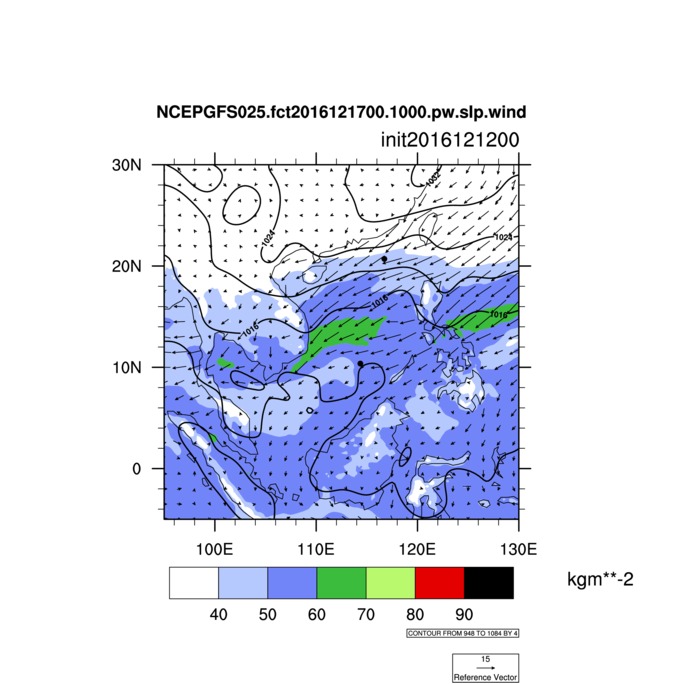 NCEPGFS025.fct2016121700.1000.pw.slp.wind
init2016121200
30N
20N
10N
0
100E
110E
120E
130E
1024
1024
1016
1016
1016
kgm**-2
40
50
60
70
80
90
CONTOUR FROM 948 TO 1084 BY 4
15
Reference Vector